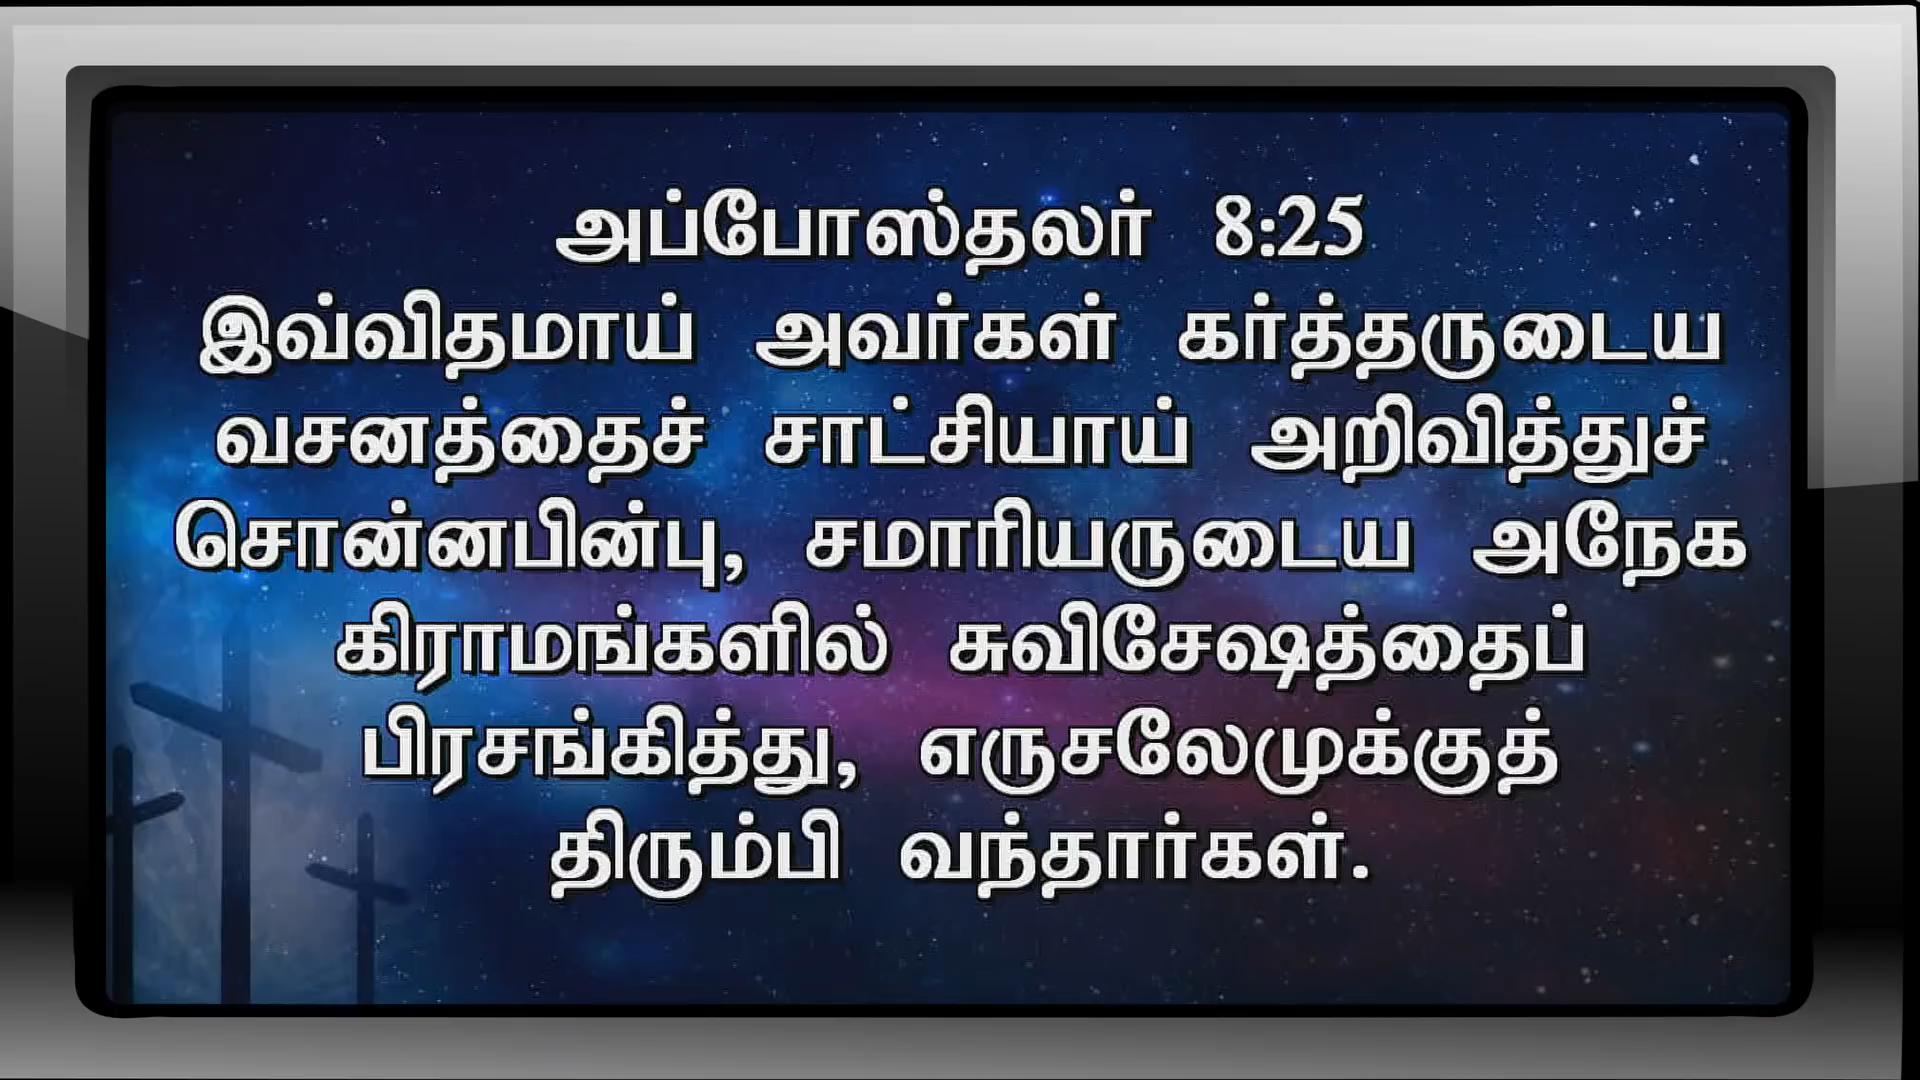 அப்போஸ்தலர் 8:25
இவ்விதமாய் அவர்கள் கர்த்தருடைய
வசனத்தைச் சாட்சியாய் அறிவித்துச்
சொன்னபின்பு, சமாரியருடைய அநேக
கிராமங்களில் சுவிசேஷத்தைப்
பிரசங்கித்து, எருசலேமுக்குத்
திரும்பி வந்தார்கள்.